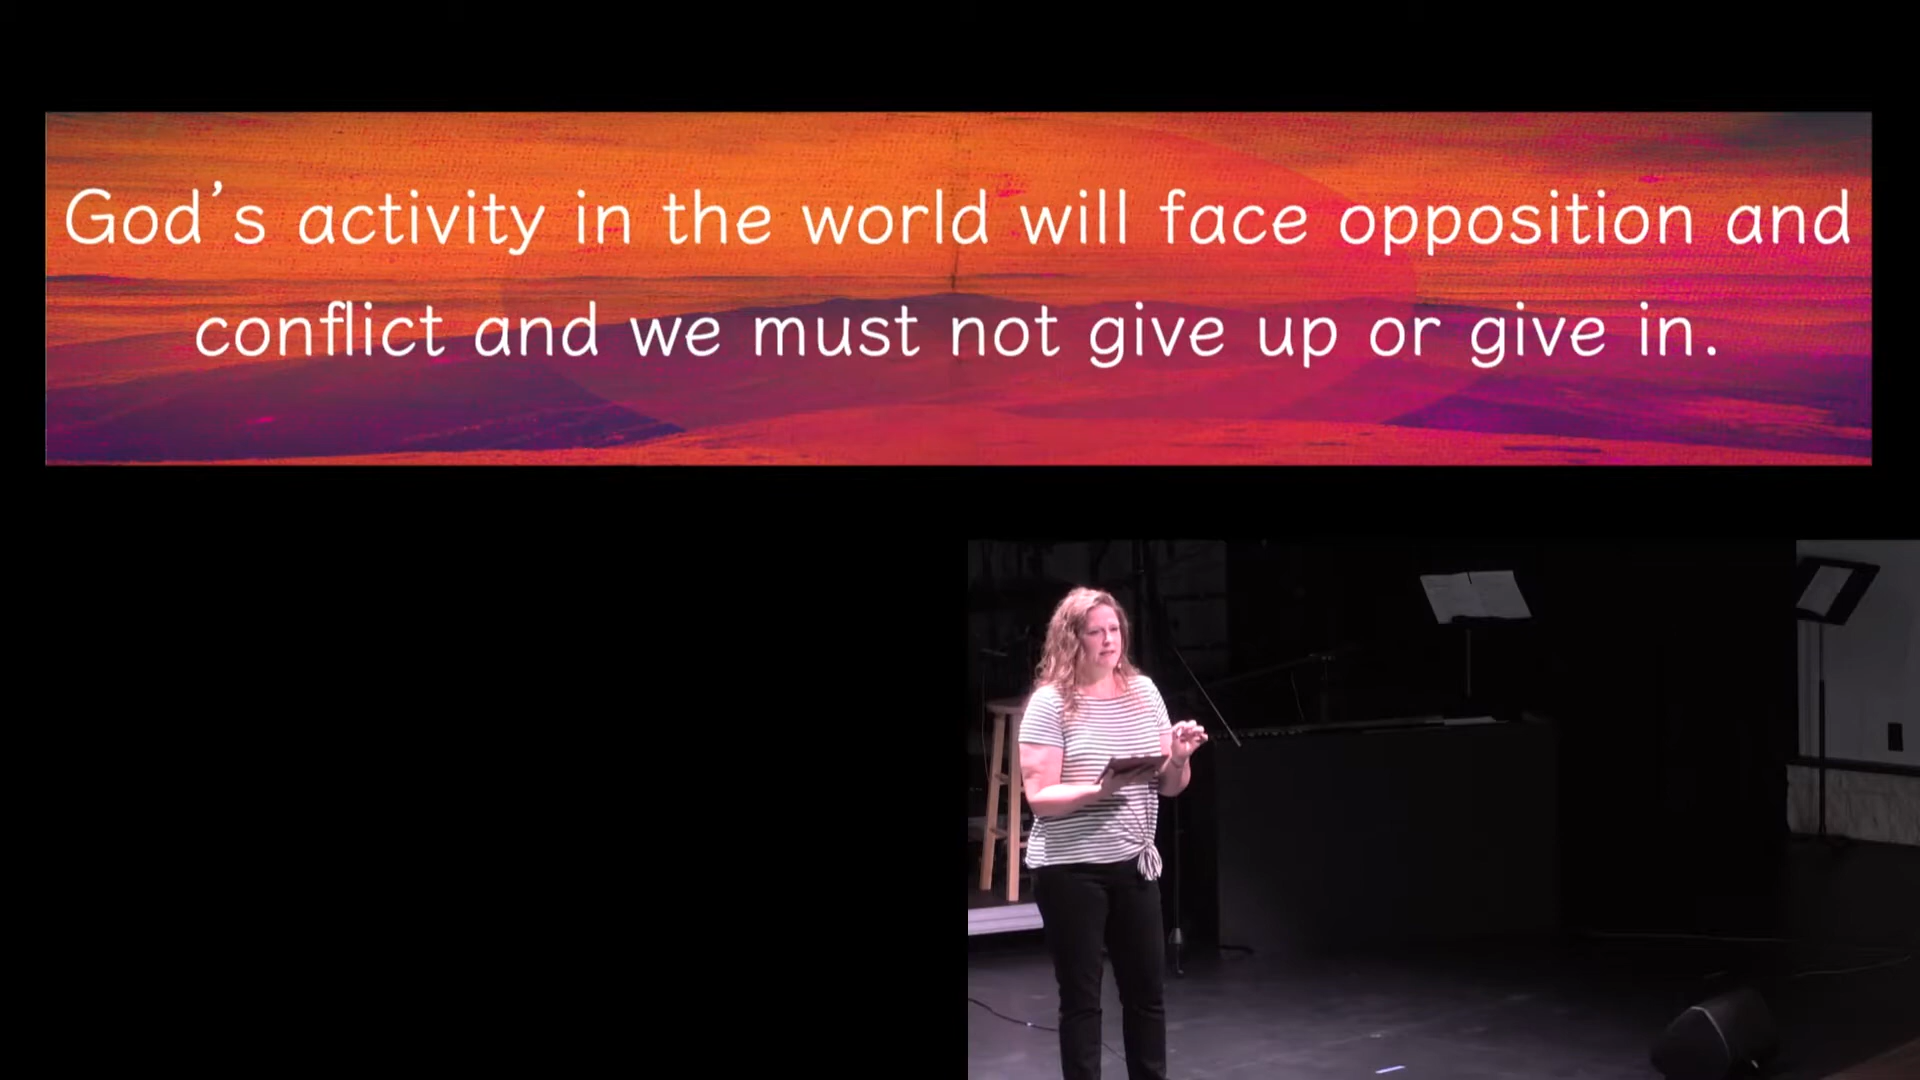 God’s activity in the world will face opposition and
conflict and we must not give up or give in.